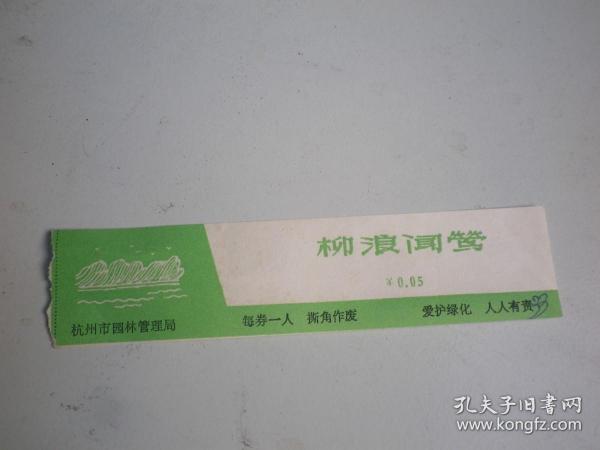 柳浪闻莺
￥0.05
杭州市园林管理局
每券一人 撕角作废
爱护绿化 人人有责
孔夫子旧书网
www.kongfz.com